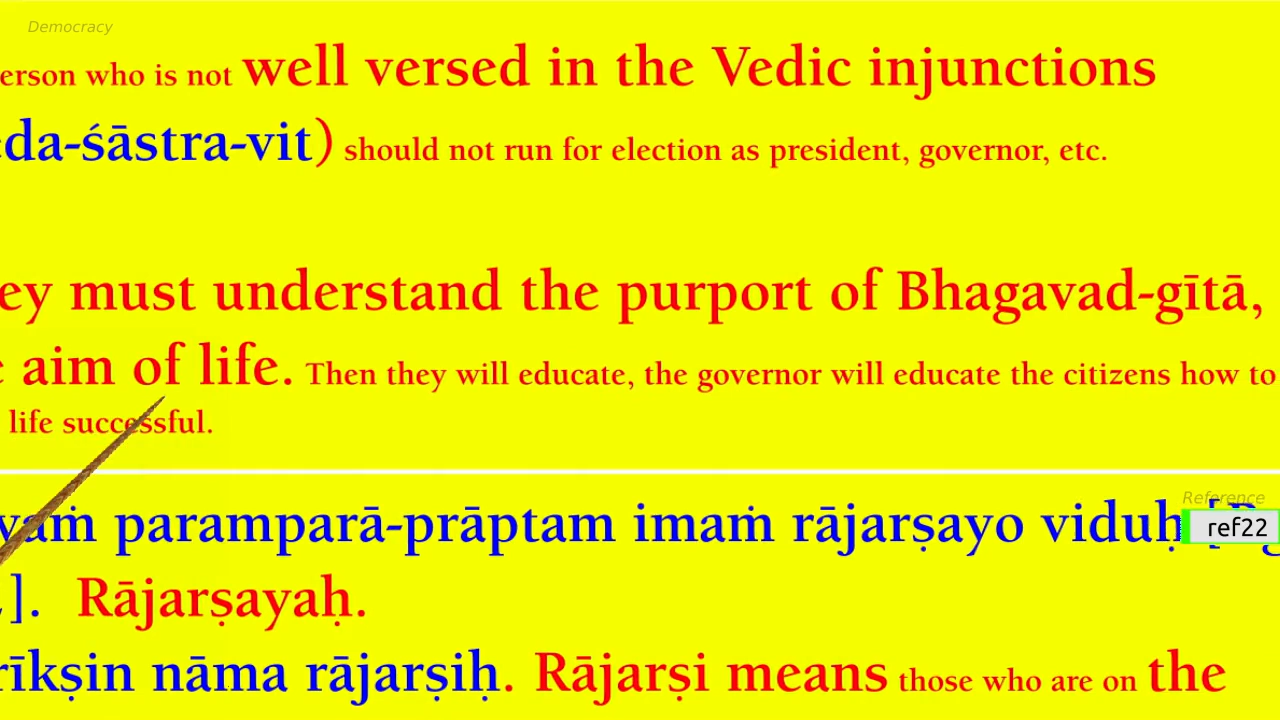 Democracy
erson who is not well versed in the Vedic injunctions
da-śāstra-vit) should not run for election as president, governor, etc.
ey must understand the purport of Bhagavad-gītā,
aim of life. Then they will educate, the governor will educate the citizens how to
life successful.
Reference
vaṁ paramparā-prāptam imaṁ rājarṣayo viduḥ
ref22
]. Rājarṣayaḥ.
rīkṣin nāma rājarṣiḥ. Rājarṣi means those who are on the